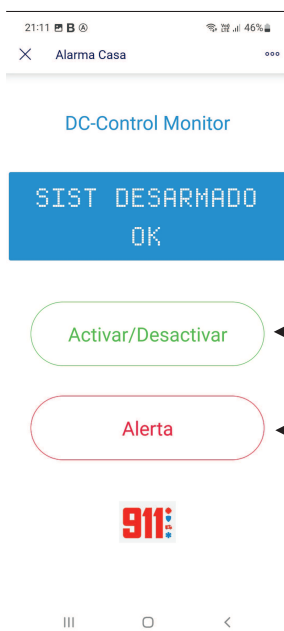 21:11 B A 46%
Alarma Casa
DC-Control Monitor
SIST DESARMADO
OK
Activar/Desactivar
Alerta
911